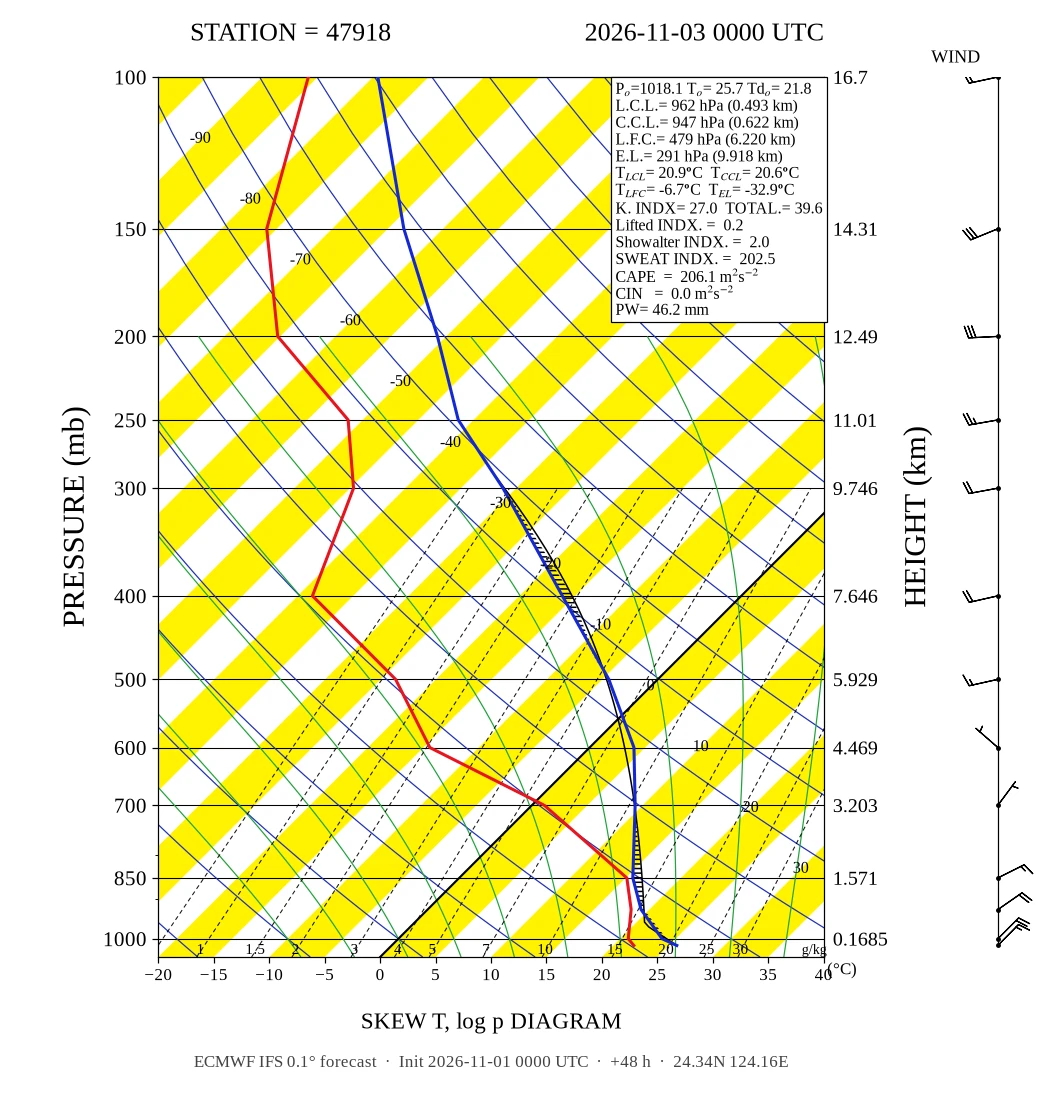 STATION = 47918
2026-11-03 0000 UTC
WIND
100
16.7
Pₒ=1018.1 Tₒ= 25.7 Tdₒ= 21.8
L.C.L.= 962 hPa (0.493 km)
C.C.L.= 947 hPa (0.622 km)
L.F.C.= 479 hPa (6.220 km)
E.L.= 291 hPa (9.918 km)
T_LCL= 20.9°C T_CCL= 20.6°C
T_LFC= -6.7°C T_EL= -32.9°C
K. INDX= 27.0 TOTAL.= 39.6
Lifted INDX. = 0.2
Showalter INDX. = 2.0
SWEAT INDX. = 202.5
CAPE = 206.1 m²s⁻²
CIN = 0.0 m²s⁻²
PW= 46.2 mm
-90
-80
150
14.31
-70
-60
200
12.49
-50
250
11.01
-40
300
9.746
-30
PRESSURE (mb)
HEIGHT (km)
-20
400
7.646
-10
500
5.929
0
600
10
4.469
700
20
3.203
850
30
1.571
1000
0.1685
1 1.5 2 3 4 5 7 10 15 20 25 30 g/kg
−20 −15 −10 −5 0 5 10 15 20 25 30 35 40 (°C)
SKEW T, log p DIAGRAM
ECMWF IFS 0.1° forecast · Init 2026-11-01 0000 UTC · +48 h · 24.34N 124.16E